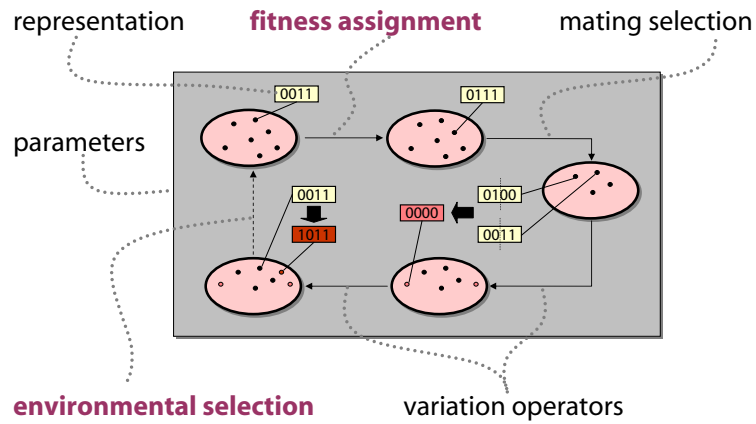 representation
fitness assignment
mating selection
0011
0111
parameters
0011
0100
0000
1011
0011
environmental selection
variation operators